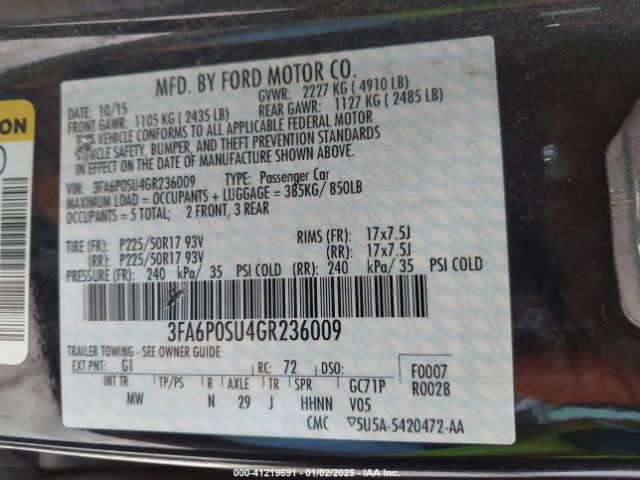 MFD. BY FORD MOTOR CO.
DATE: 10/15 GVWR: 2227 KG ( 4910 LB)
FRONT GAWR: 1105 KG ( 2435 LB) REAR GAWR: 1127 KG ( 2485 LB)
THIS VEHICLE CONFORMS TO ALL APPLICABLE FEDERAL MOTOR
VEHICLE SAFETY, BUMPER, AND THEFT PREVENTION STANDARDS
IN EFFECT ON THE DATE OF MANUFACTURE SHOWN ABOVE.
VIN: 3FA6P0SU4GR236009 TYPE: Passenger Car
MAXIMUM LOAD = OCCUPANTS + LUGGAGE = 385KG/ 850LB
OCCUPANTS = 5 TOTAL; 2 FRONT, 3 REAR
TIRE (FR): P225/50R17 93V RIMS (FR): 17x7.5J
(RR): P225/50R17 93V (RR): 17x7.5J
PRESSURE (FR): 240 kPa/ 35 PSI COLD (RR): 240 kPa/ 35 PSI COLD
3FA6P0SU4GR236009
TRAILER TOWING - SEE OWNER GUIDE
EXT PNT: G1 RC: 72 DSO: F0007
INT TR TP/PS R AXLE TR SPR GC71P R0028
MW N 29 J HHNN V05
CMC ▽5U5A-5420472-AA
000-41219691 - 01/02/2025 - IAAI.com